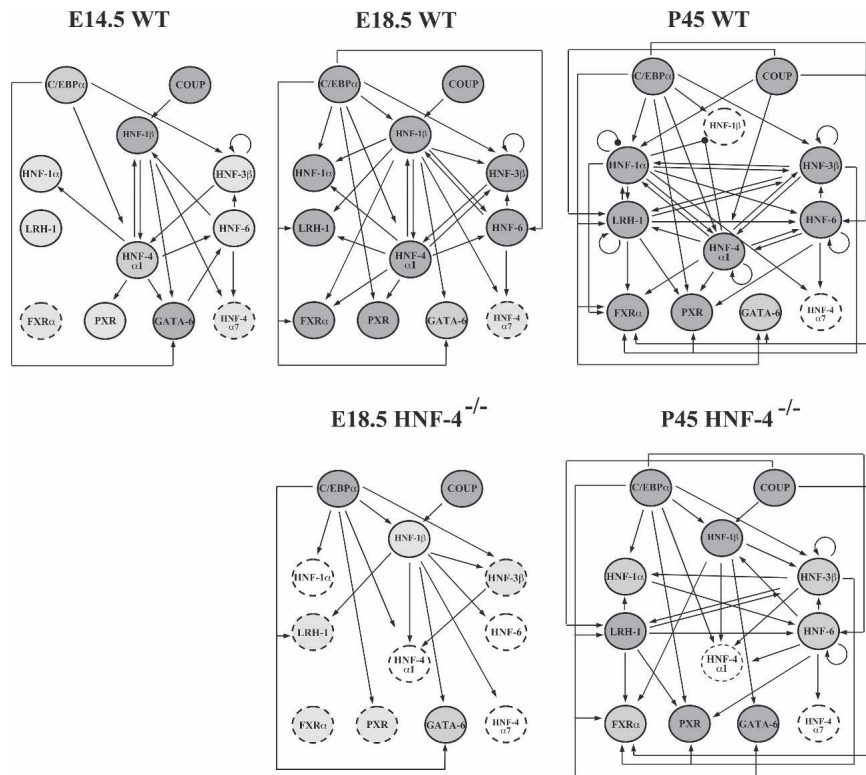 E14.5 WT
E18.5 WT
P45 WT
C/EBPα
COUP
HNF-1β
HNF-1α
HNF-3β
LRH-1
HNF-6
HNF-4
α1
FXRα
PXR
GATA-6
HNF-4
α7
C/EBPα
COUP
HNF-1β
HNF-1α
HNF-3β
LRH-1
HNF-6
HNF-4
α1
FXRα
PXR
GATA-6
HNF-4
α7
C/EBPα
COUP
HNF-1β
HNF-1α
HNF-3β
LRH-1
HNF-6
HNF-4
α1
FXRα
PXR
GATA-6
HNF-4
α7
E18.5 HNF-4-/-
P45 HNF-4-/-
C/EBPα
COUP
HNF-1β
HNF-1α
HNF-3β
LRH-1
HNF-6
HNF-4
α1
FXRα
PXR
GATA-6
HNF-4
α7
C/EBPα
COUP
HNF-1β
HNF-1α
HNF-3β
LRH-1
HNF-6
HNF-4
α1
FXRα
PXR
GATA-6
HNF-4
α7